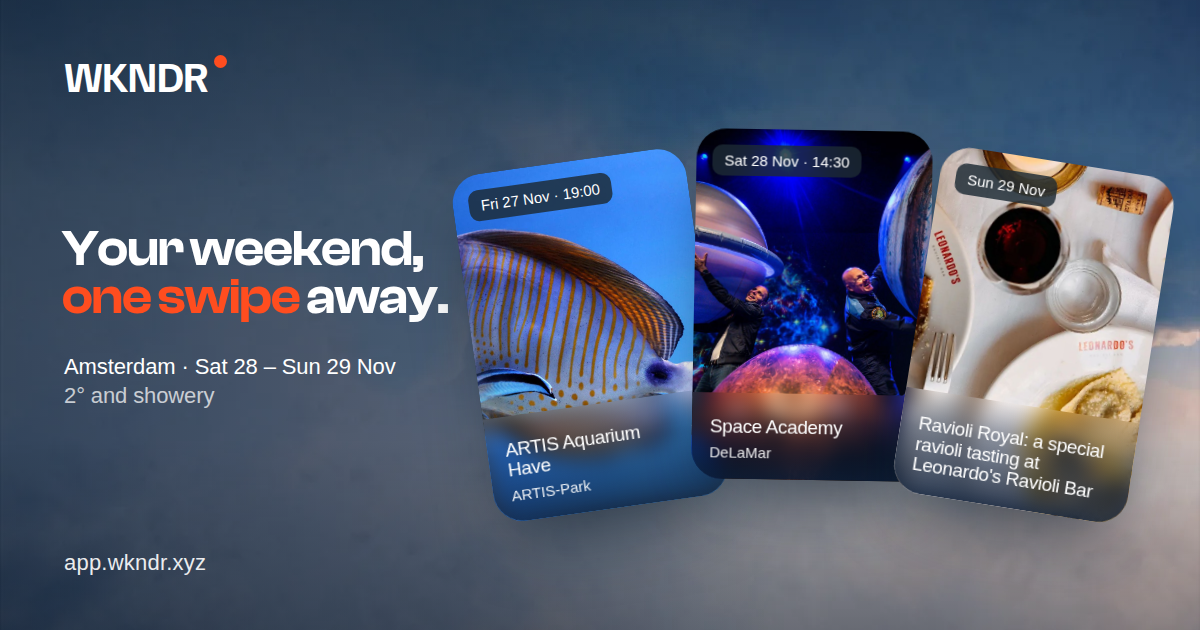 WKNDR
Your weekend,
one swipe away.
Amsterdam · Sat 28 – Sun 29 Nov
2° and showery
app.wkndr.xyz
Fri 27 Nov · 19:00
ARTIS Aquarium
Have
ARTIS-Park
Sat 28 Nov · 14:30
Space Academy
DeLaMar
Sun 29 Nov
LEONARDO'S
LEONARDO'S
Ravioli Royal: a special
ravioli tasting at
Leonardo's Ravioli Bar